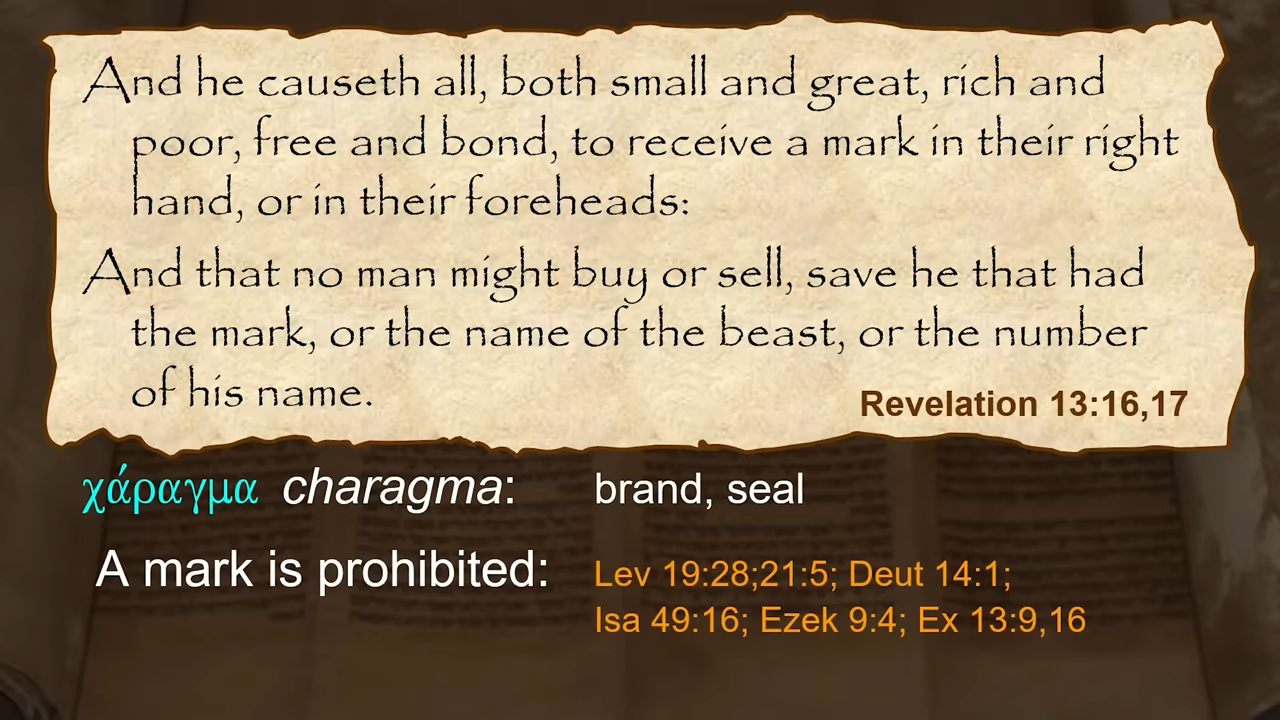 And he causeth all, both small and great, rich and
poor, free and bond, to receive a mark in their right
hand, or in their foreheads:
And that no man might buy or sell, save he that had
the mark, or the name of the beast, or the number
of his name.
Revelation 13:16,17
χάραγμα charagma: brand, seal
A mark is prohibited: Lev 19:28;21:5; Deut 14:1;
Isa 49:16; Ezek 9:4; Ex 13:9,16